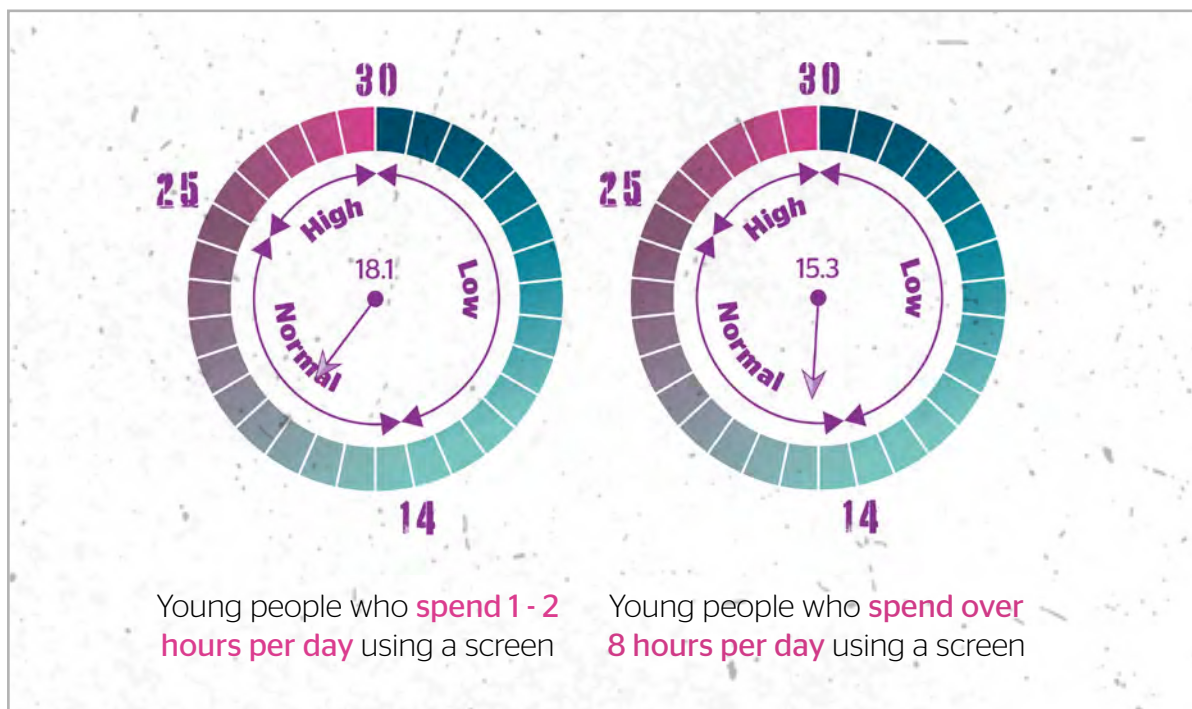 30
25
High
18.1
Low
Normal
14
Young people who spend 1 - 2
hours per day using a screen
30
25
High
15.3
Low
Normal
14
Young people who spend over
8 hours per day using a screen